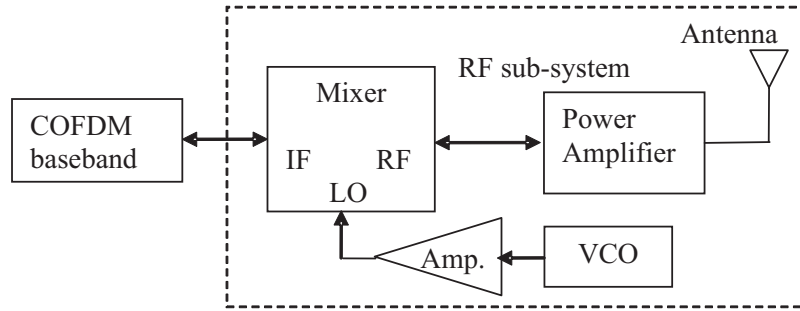 Antenna
RF sub-system
Mixer
COFDM
baseband
IF RF
LO
Power
Amplifier
Amp.
VCO